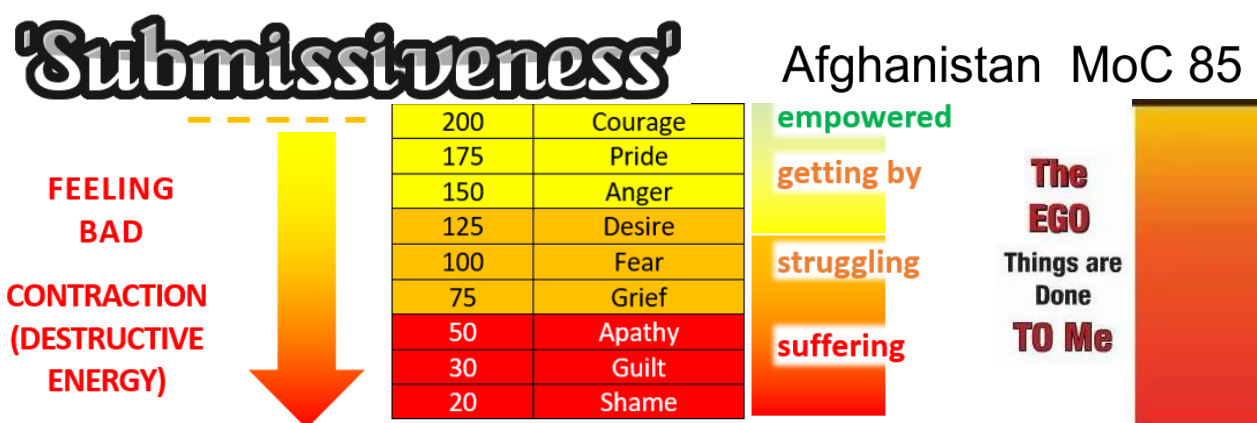 'Submissiveness'
Afghanistan MoC 85
FEELING
BAD
CONTRACTION
(DESTRUCTIVE
ENERGY)
200 Courage
175 Pride
150 Anger
125 Desire
100 Fear
75 Grief
50 Apathy
30 Guilt
20 Shame
empowered
getting by
struggling
suffering
The
EGO
Things are
Done
TO Me